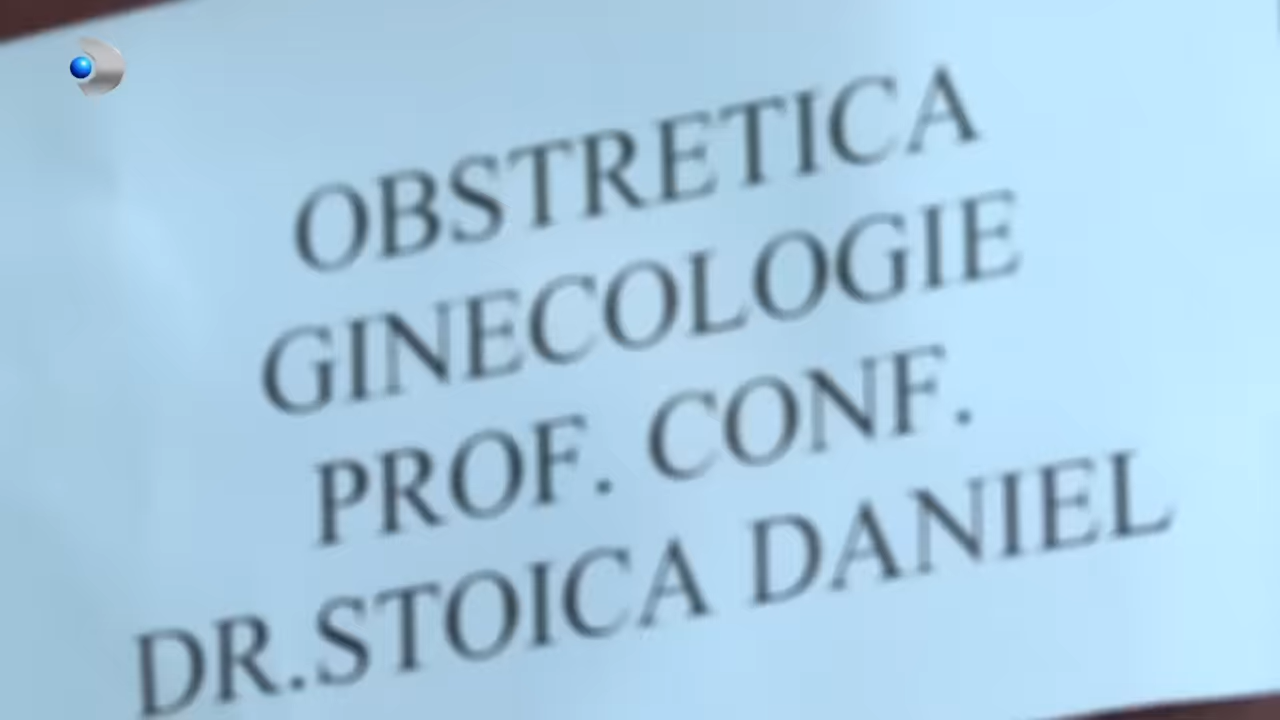 OBSTRETICA
GINECOLOGIE
PROF. CONF.
DR.STOICA DANIEL